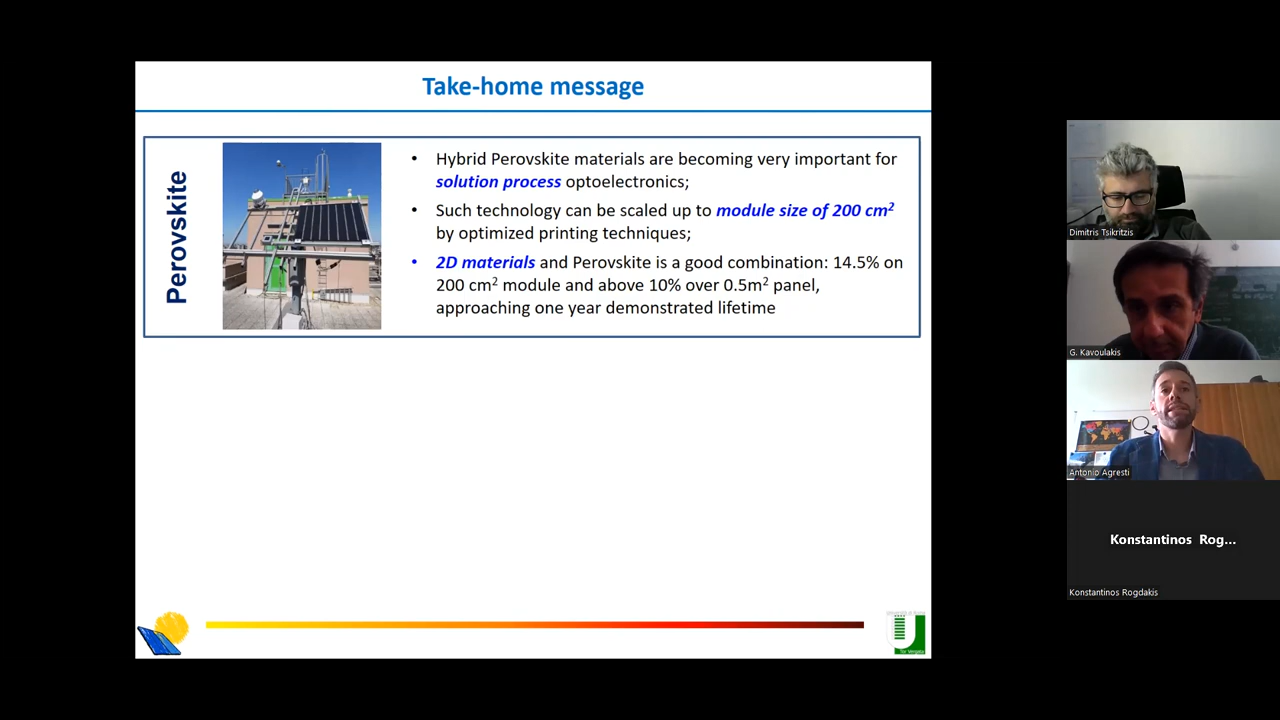 Take-home message
Perovskite
• Hybrid Perovskite materials are becoming very important for
solution process optoelectronics;
• Such technology can be scaled up to module size of 200 cm²
by optimized printing techniques;
• 2D materials and Perovskite is a good combination: 14.5% on
200 cm² module and above 10% over 0.5m² panel,
approaching one year demonstrated lifetime
Tor Vergata
Dimitris Tsikritzis
G. Kavoulakis
Antonio Agresti
Konstantinos Rog...
Konstantinos Rogdakis